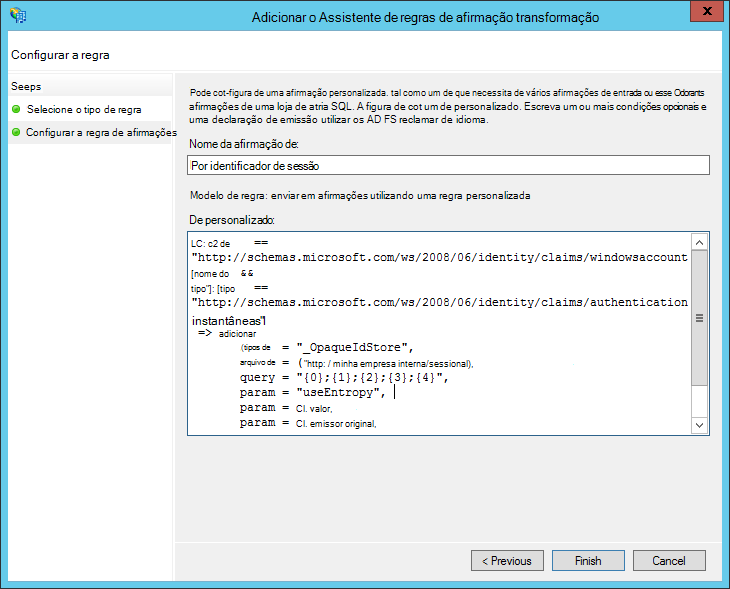 Adicionar o Assistente de regras de afirmação transformação
X
Configurar a regra
Seeps
Selecione o tipo de regra
Configurar a regra de afirmações
Pode cot-figura de uma afirmação personalizada. tal como um de que necessita de vários afirmações de entrada ou esse Odorants
afirmações de uma loja de atria SQL. A figura de cot um de personalizado. Escreva um ou mais condições opcionais e
uma declaração de emissão utilizar os AD FS reclamar de idioma.
Nome da afirmação de:
Por identificador de sessão
Modelo de regra: enviar em afirmações utilizando uma regra personalizada
De personalizado:
LC: c2 de ==
"http://schemas.microsoft.com/ws/2008/06/identity/claims/windowsaccount
[nome do &&
tipo"]: [tipo ==
"http://schemas.microsoft.com/ws/2008/06/identity/claims/authentication
instantâneas"]
=> adicionar
(tipos de = "_OpaqueIdStore",
arquivo de = ("http: / minha empresa interna/sessional),
query = "{0};{1};{2};{3};{4}",
param = "useEntropy",
param = Cl. valor,
param = Cl. emissor original,
< Previous
Finish
Cancel